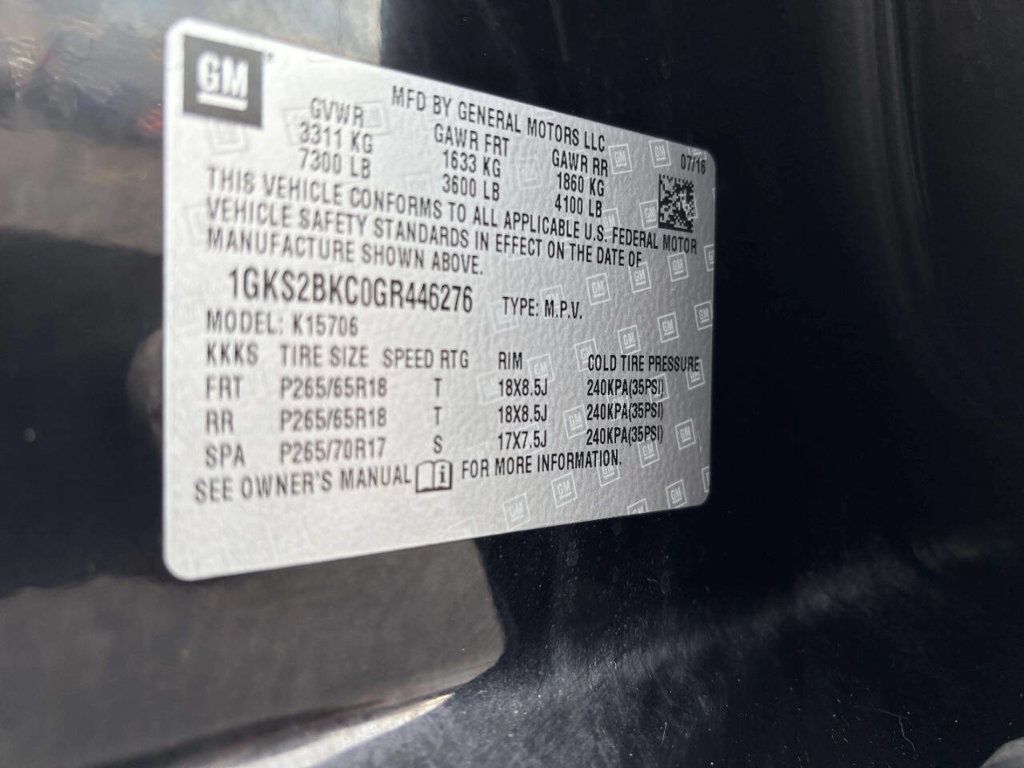 GM
MFD BY GENERAL MOTORS LLC
GVWR GAWR FRT GAWR RR 07/16
3311 KG 1633 KG 1860 KG
7300 LB 3600 LB 4100 LB
THIS VEHICLE CONFORMS TO ALL APPLICABLE U.S. FEDERAL MOTOR
VEHICLE SAFETY STANDARDS IN EFFECT ON THE DATE OF
MANUFACTURE SHOWN ABOVE.
1GKS2BKC0GR446276 TYPE: M.P.V.
MODEL: K15706
KKKS TIRE SIZE SPEED RTG RIM COLD TIRE PRESSURE
FRT P265/65R18 T 18X8.5J 240KPA(35PSI)
RR P265/65R18 T 18X8.5J 240KPA(35PSI)
SPA P265/70R17 S 17X7.5J 240KPA(35PSI)
SEE OWNER'S MANUAL i FOR MORE INFORMATION.